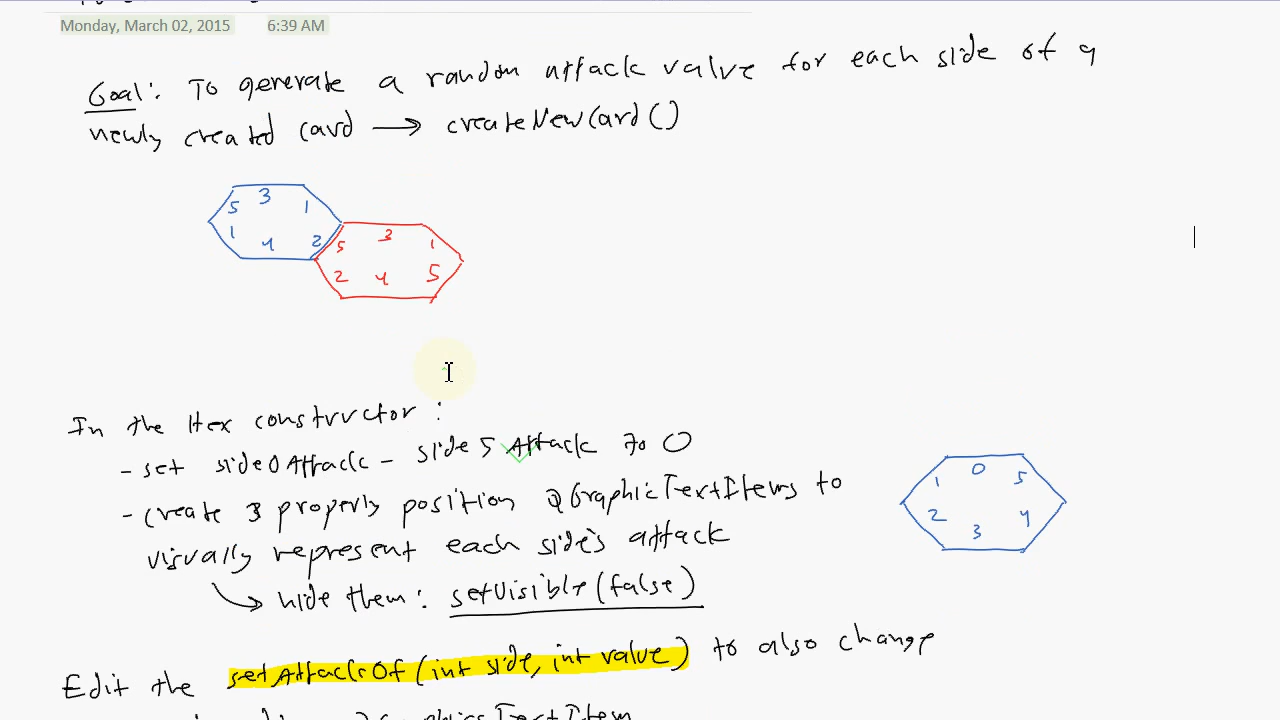 Monday, March 02, 2015 6:39 AM
Goal: To generate a random attack value for each side of a
newly created card → createNewCard()
5 3 1
1 4 2
5 3 1
2 4 5
In the Hex constructor:
- set side0Attack - side5Attack to 0
- create & properly position QGraphicTextItems to
visually represent each side's attack
hide them: setVisible(false)
1 0 5
2 3 4
Edit the setAttackOf(int side, int value) to also change
GraphicsTextItem